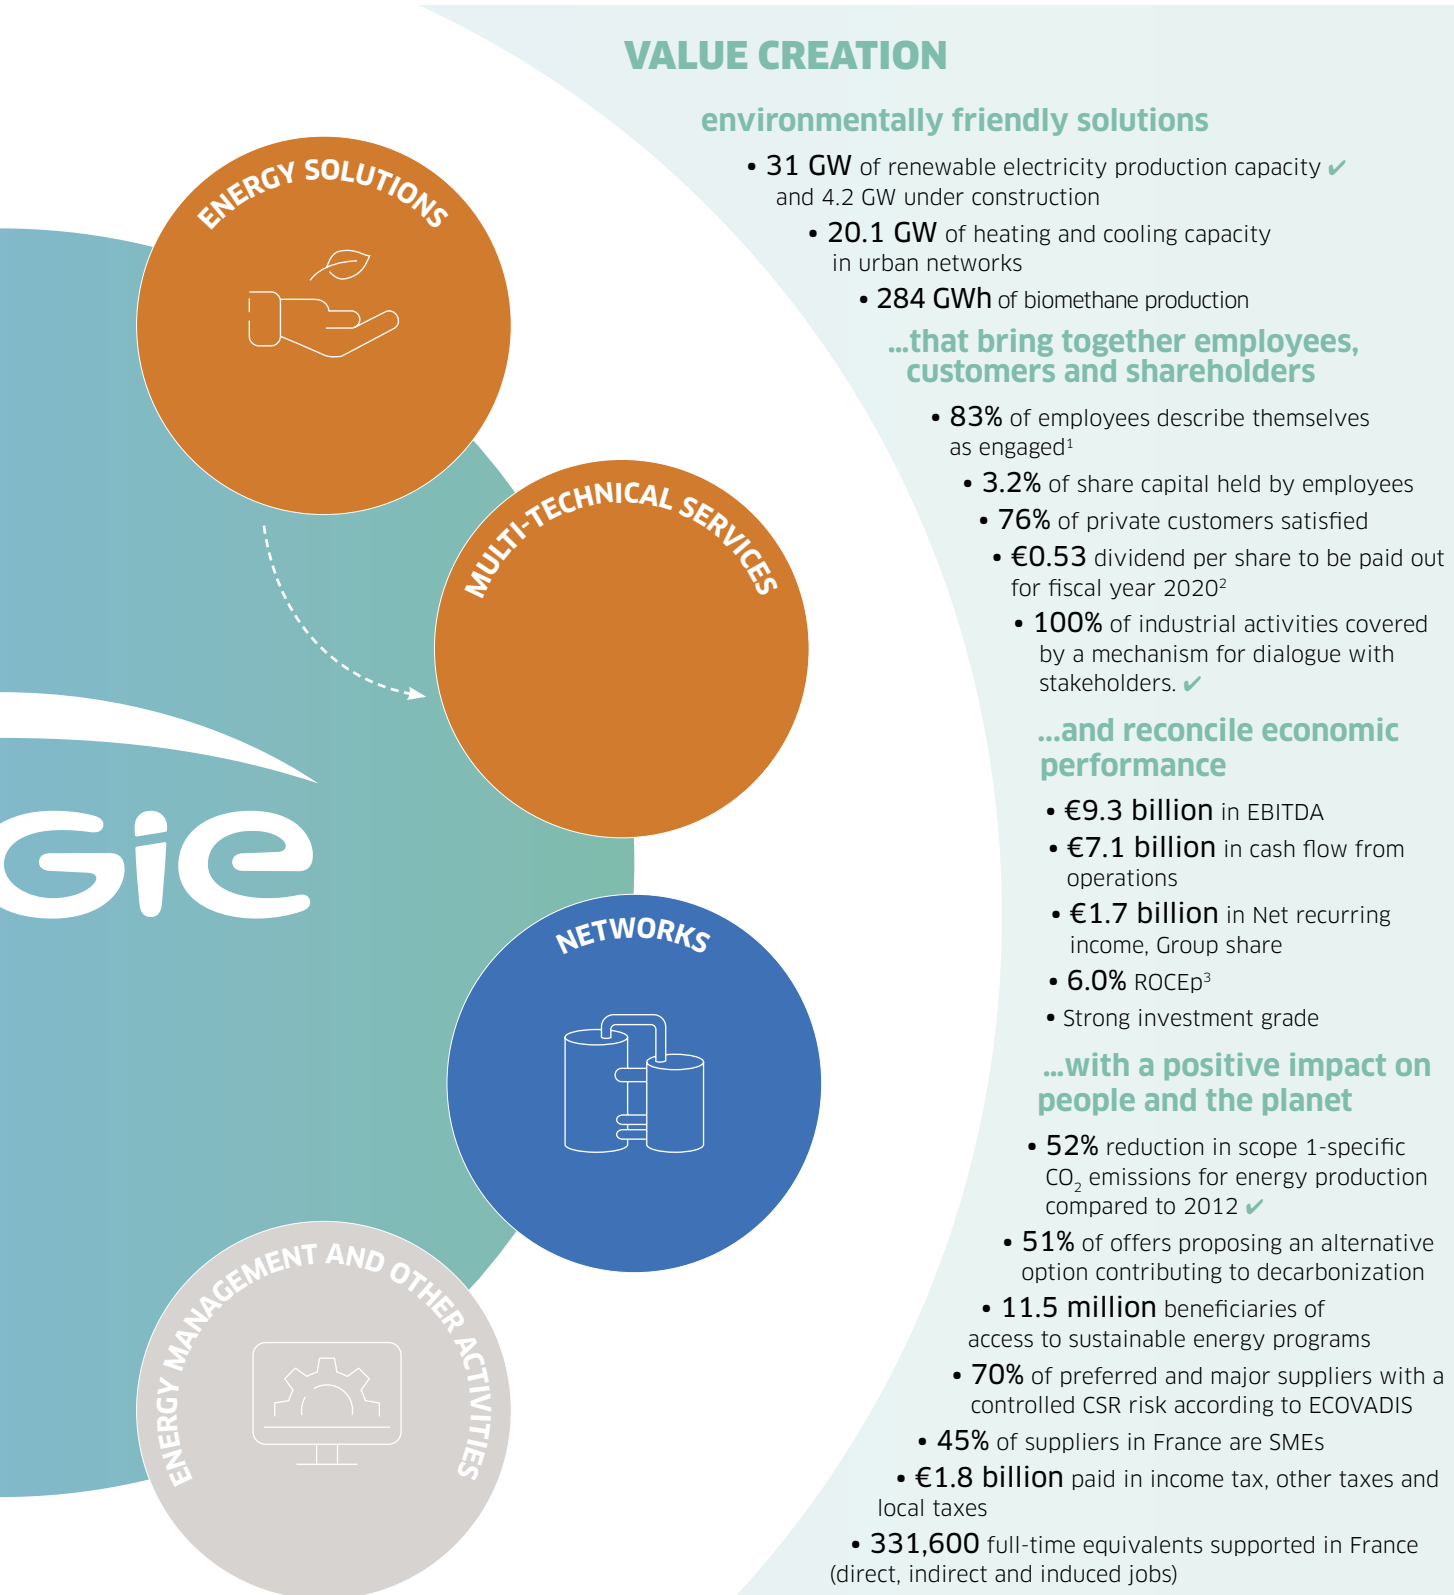 VALUE CREATION
environmentally friendly solutions
• 31 GW of renewable electricity production capacity ✔
and 4.2 GW under construction
• 20.1 GW of heating and cooling capacity
in urban networks
• 284 GWh of biomethane production
...that bring together employees,
customers and shareholders
• 83% of employees describe themselves
as engaged¹
• 3.2% of share capital held by employees
• 76% of private customers satisfied
• €0.53 dividend per share to be paid out
for fiscal year 2020²
• 100% of industrial activities covered
by a mechanism for dialogue with
stakeholders. ✔
...and reconcile economic
performance
• €9.3 billion in EBITDA
• €7.1 billion in cash flow from
operations
• €1.7 billion in Net recurring
income, Group share
• 6.0% ROCEp³
• Strong investment grade
...with a positive impact on
people and the planet
• 52% reduction in scope 1-specific
CO₂ emissions for energy production
compared to 2012 ✔
• 51% of offers proposing an alternative
option contributing to decarbonization
• 11.5 million beneficiaries of
access to sustainable energy programs
• 70% of preferred and major suppliers with a
controlled CSR risk according to ECOVADIS
• 45% of suppliers in France are SMEs
• €1.8 billion paid in income tax, other taxes and
local taxes
• 331,600 full-time equivalents supported in France
(direct, indirect and induced jobs)
ENERGY SOLUTIONS
MULTI-TECHNICAL SERVICES
GiE
NETWORKS
ENERGY MANAGEMENT AND OTHER ACTIVITIES